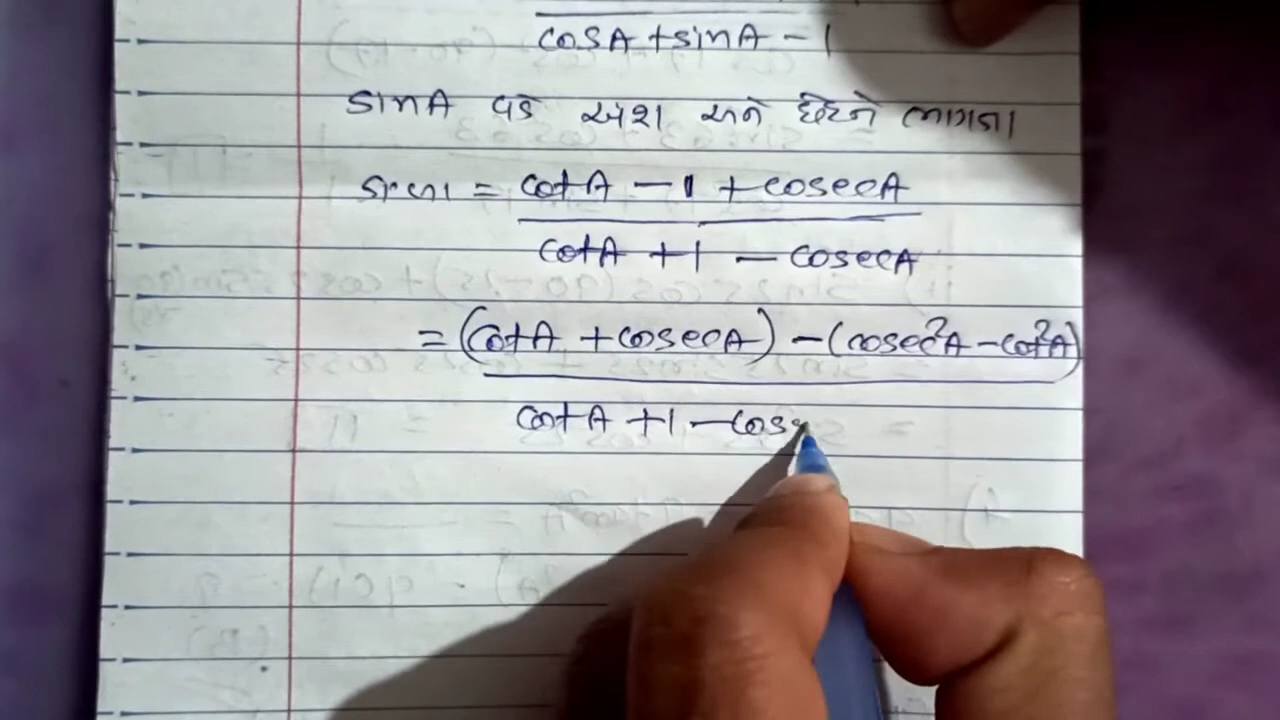 cosA + sinA - 1
sinA વડે અંશ અને છેદને ભાગતા
ડાબા = cotA - 1 + cosecA
cotA + 1 - cosecA
= (cotA + cosecA) - (cosec²A - cot²A)
cotA + 1 - cos